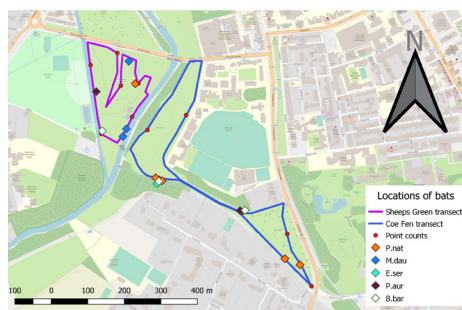 N
Locations of bats
Sheeps Green transect
Coe Fen transect
Point counts
P.nat
M.dau
E.ser
P.aur
B.bar
100 0 100 200 300 400 m